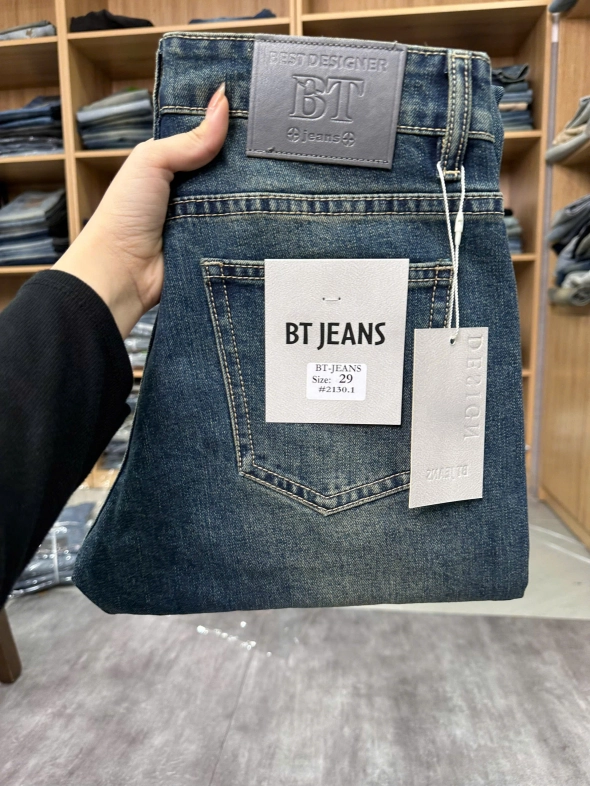 BEST DESIGNER
BT
jeans
BT JEANS
BT-JEANS
Size: 29
#2130.1
DESIGN
BT JEANS